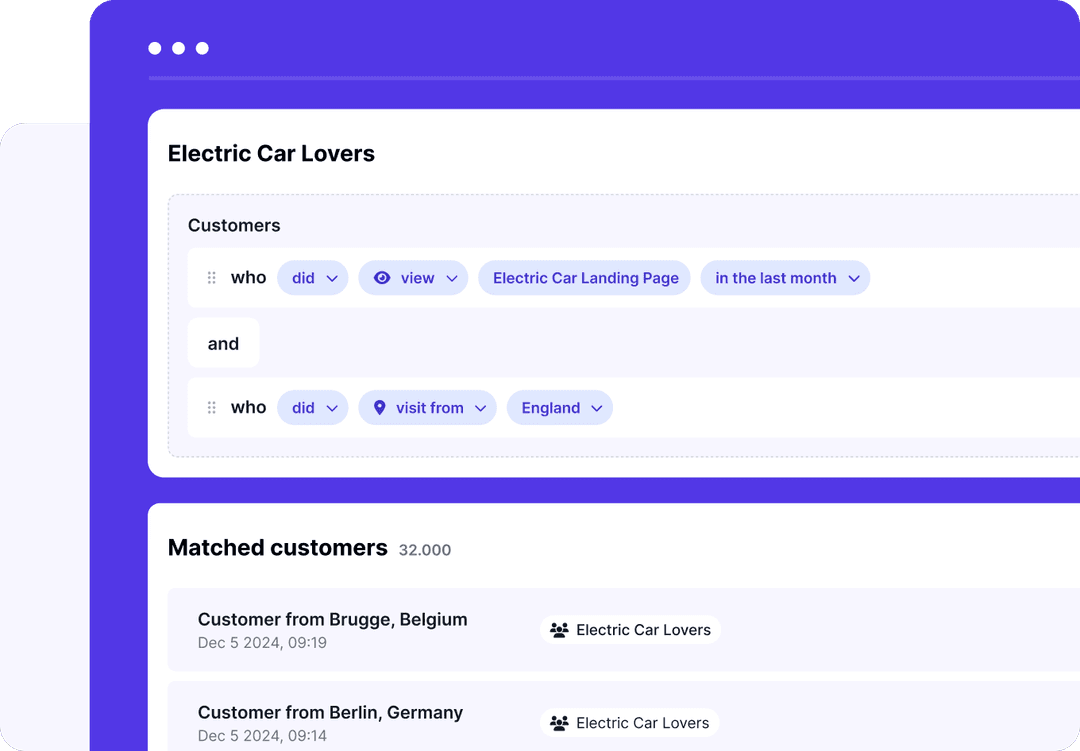 Electric Car Lovers
Customers
who did view Electric Car Landing Page in the last month
and
who did visit from England
Matched customers 32.000
Customer from Brugge, Belgium
Dec 5 2024, 09:19
Electric Car Lovers
Customer from Berlin, Germany
Dec 5 2024, 09:14
Electric Car Lovers